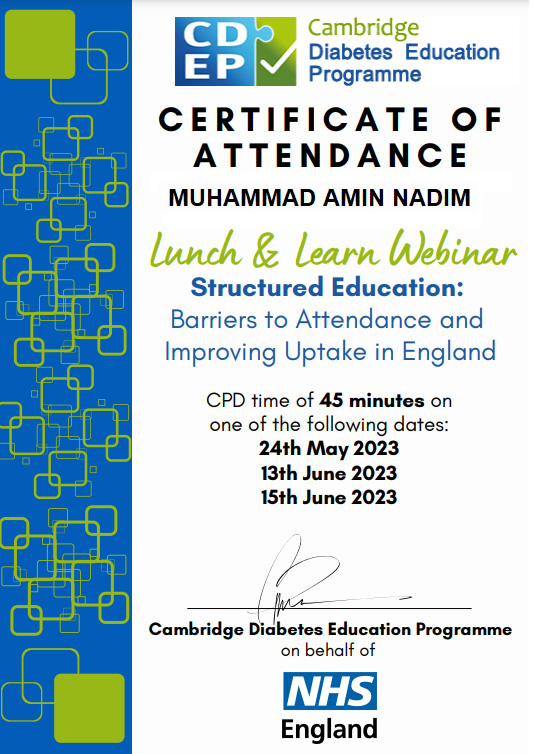 CD
EP
Cambridge
Diabetes Education
Programme
CERTIFICATE OF
ATTENDANCE
MUHAMMAD AMIN NADIM
Lunch & Learn Webinar
Structured Education:
Barriers to Attendance and
Improving Uptake in England
CPD time of 45 minutes on
one of the following dates:
24th May 2023
13th June 2023
15th June 2023
Cambridge Diabetes Education Programme
on behalf of
NHS
England